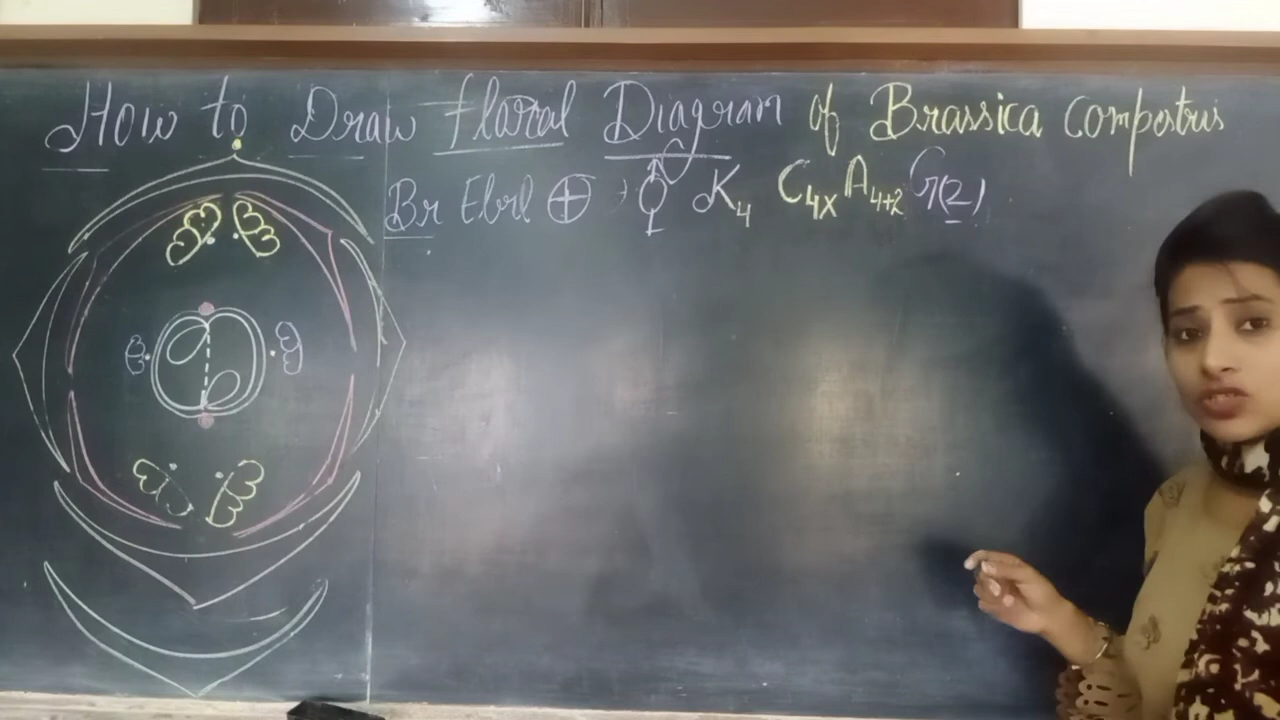 How to Draw Floral Diagram of Brassica Compestris
Br Ebrl ⊕ ⚥ K4 C4x A4+2 G(2)